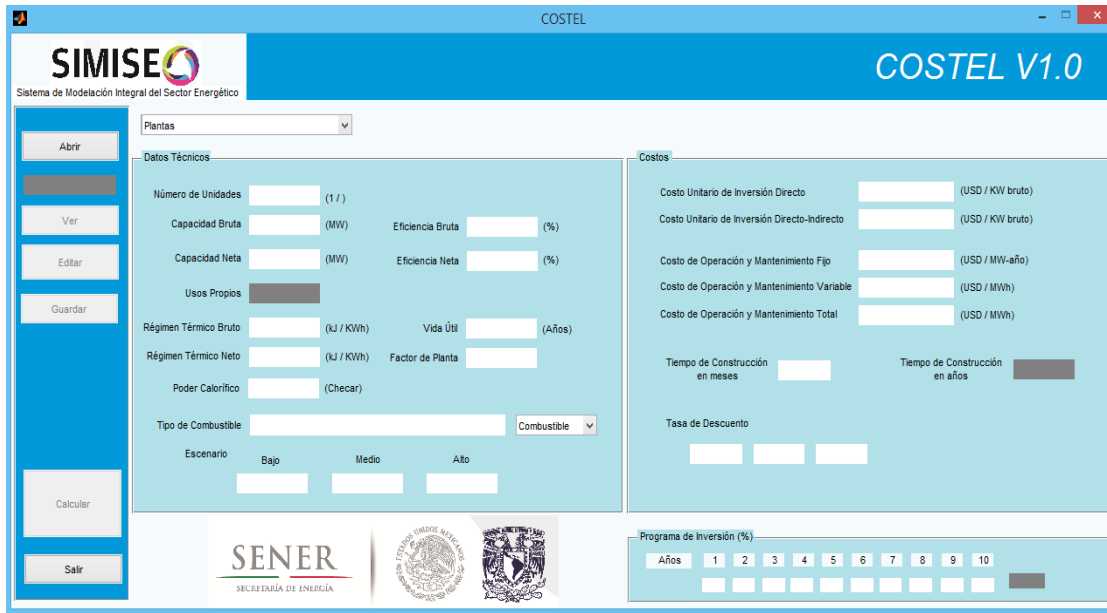 COSTEL
SIMISE
Sistema de Modelación Integral del Sector Energético
COSTEL V1.0
Abrir
Ver
Editar
Guardar
Calcular
Salir
Plantas
Datos Técnicos
Número de Unidades (1 / )
Capacidad Bruta (MW) Eficiencia Bruta (%)
Capacidad Neta (MW) Eficiencia Neta (%)
Usos Propios
Régimen Térmico Bruto (kJ / KWh) Vida Útil (Años)
Régimen Térmico Neto (kJ / KWh) Factor de Planta
Poder Calorífico (Checar)
Tipo de Combustible Combustible
Escenario Bajo Medio Alto
Costos
Costo Unitario de Inversión Directo (USD / KW bruto)
Costo Unitario de Inversión Directo-Indirecto (USD / KW bruto)
Costo de Operación y Mantenimiento Fijo (USD / MW-año)
Costo de Operación y Mantenimiento Variable (USD / MWh)
Costo de Operación y Mantenimiento Total (USD / MWh)
Tiempo de Construcción
en meses
Tiempo de Construcción
en años
Tasa de Descuento
SENER
SECRETARÍA DE ENERGÍA
ESTADOS UNIDOS MEXICANOS
Programa de Inversión (%)
Años 1 2 3 4 5 6 7 8 9 10